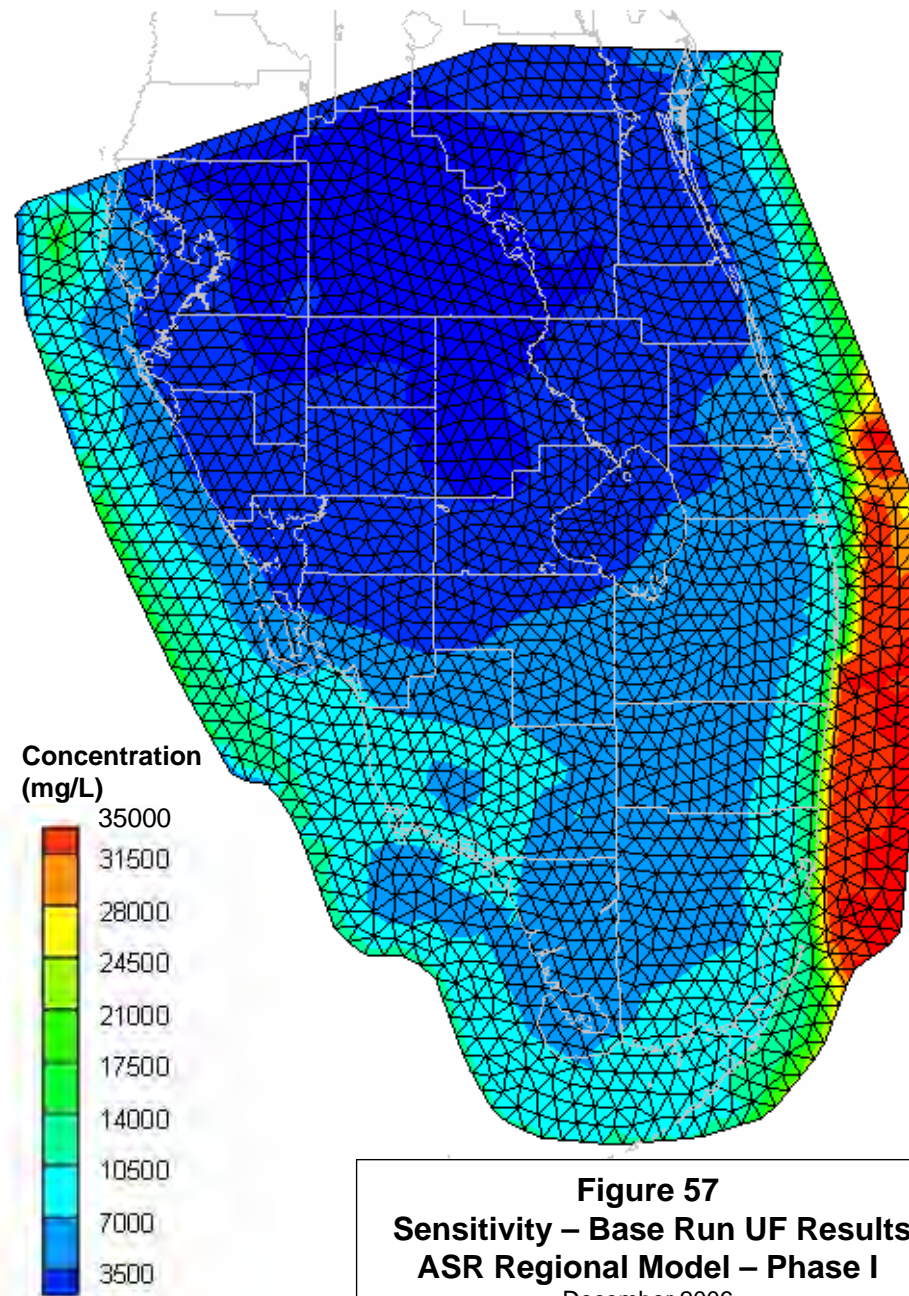 Concentration
(mg/L)
35000
31500
28000
24500
21000
17500
14000
10500
7000
3500
Figure 57
Sensitivity – Base Run UF Results
ASR Regional Model – Phase I
December 2006